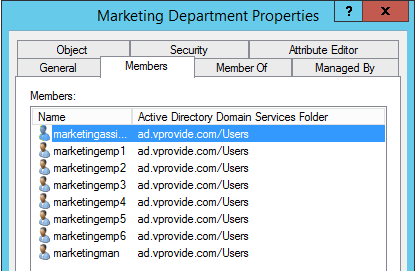 Marketing Department Properties ? x
Object Security Attribute Editor
General Members Member Of Managed By
Members:
Name Active Directory Domain Services Folder
marketingassi... ad.vprovide.com/Users
marketingemp1 ad.vprovide.com/Users
marketingemp2 ad.vprovide.com/Users
marketingemp3 ad.vprovide.com/Users
marketingemp4 ad.vprovide.com/Users
marketingemp5 ad.vprovide.com/Users
marketingemp6 ad.vprovide.com/Users
marketingman ad.vprovide.com/Users